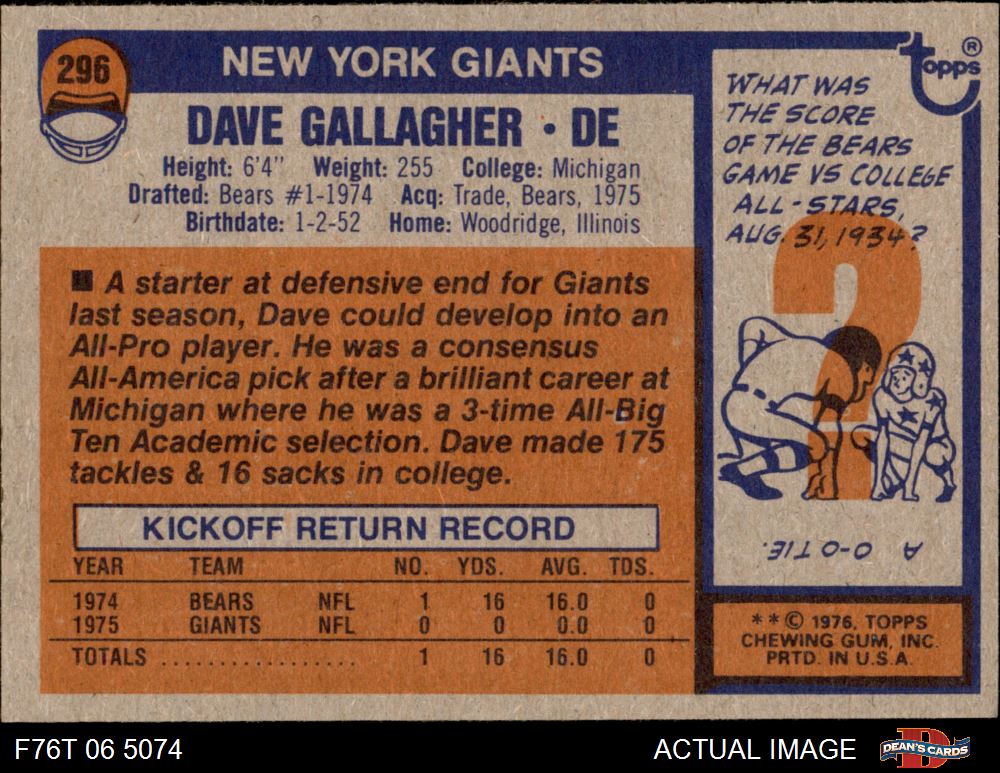 296
NEW YORK GIANTS
DAVE GALLAGHER • DE
Height: 6'4" Weight: 255 College: Michigan
Drafted: Bears #1-1974 Acq: Trade, Bears, 1975
Birthdate: 1-2-52 Home: Woodridge, Illinois
■ A starter at defensive end for Giants
last season, Dave could develop into an
All-Pro player. He was a consensus
All-America pick after a brilliant career at
Michigan where he was a 3-time All-Big
Ten Academic selection. Dave made 175
tackles & 16 sacks in college.
KICKOFF RETURN RECORD
YEAR TEAM NO. YDS. AVG. TDS.
1974 BEARS NFL 1 16 16.0 0
1975 GIANTS NFL 0 0 0.0 0
TOTALS .................. 1 16 16.0 0
topps ®
WHAT WAS
THE SCORE
OF THE BEARS
GAME VS COLLEGE
ALL-STARS,
AUG. 31, 1934?
?
A 0-0 TIE.
**© 1976, TOPPS
CHEWING GUM, INC.
PRTD. IN U.S.A.
F76T 06 5074
ACTUAL IMAGE
D
DEAN'S CARDS